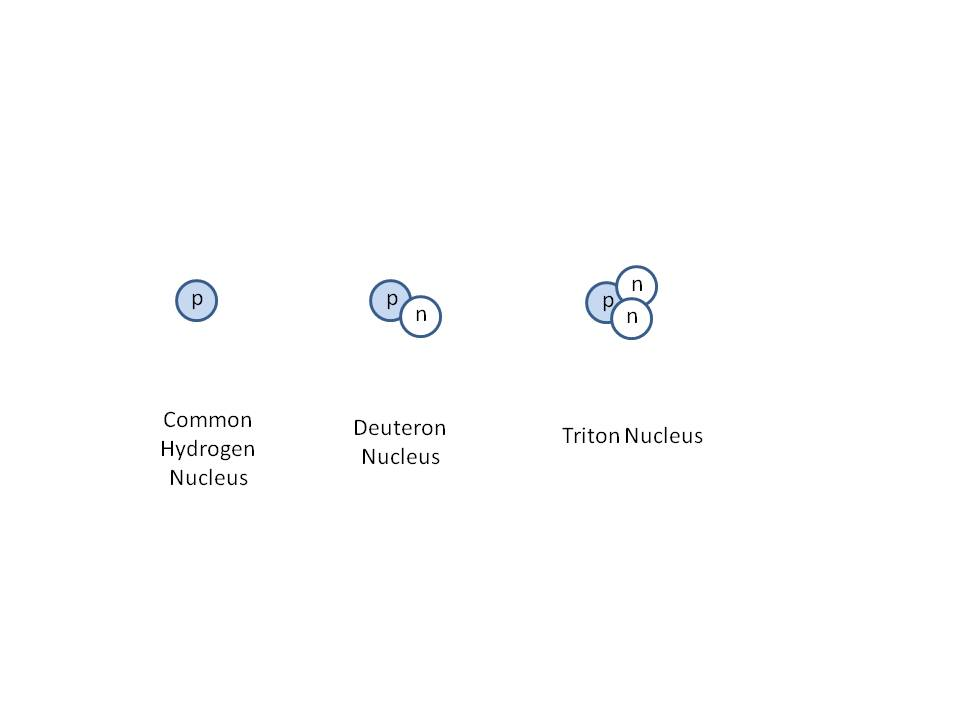 p
p
n
p
n
n
Common
Hydrogen
Nucleus
Deuteron
Nucleus
Triton Nucleus